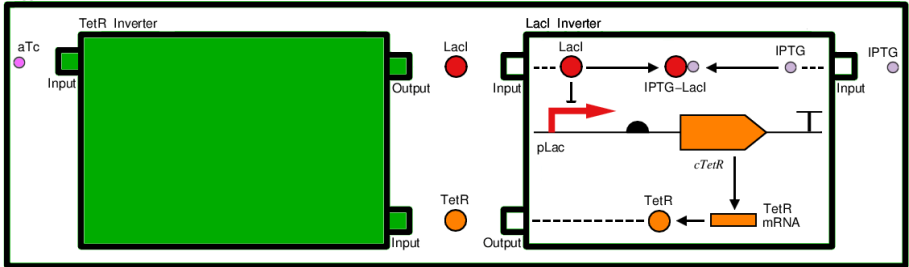 TetR Inverter
LacI Inverter
aTc
LacI
LacI
IPTG
IPTG
Input
Output
Input
IPTG–LacI
Input
pLac
cTetR
TetR
TetR
TetR
mRNA
Input
Output